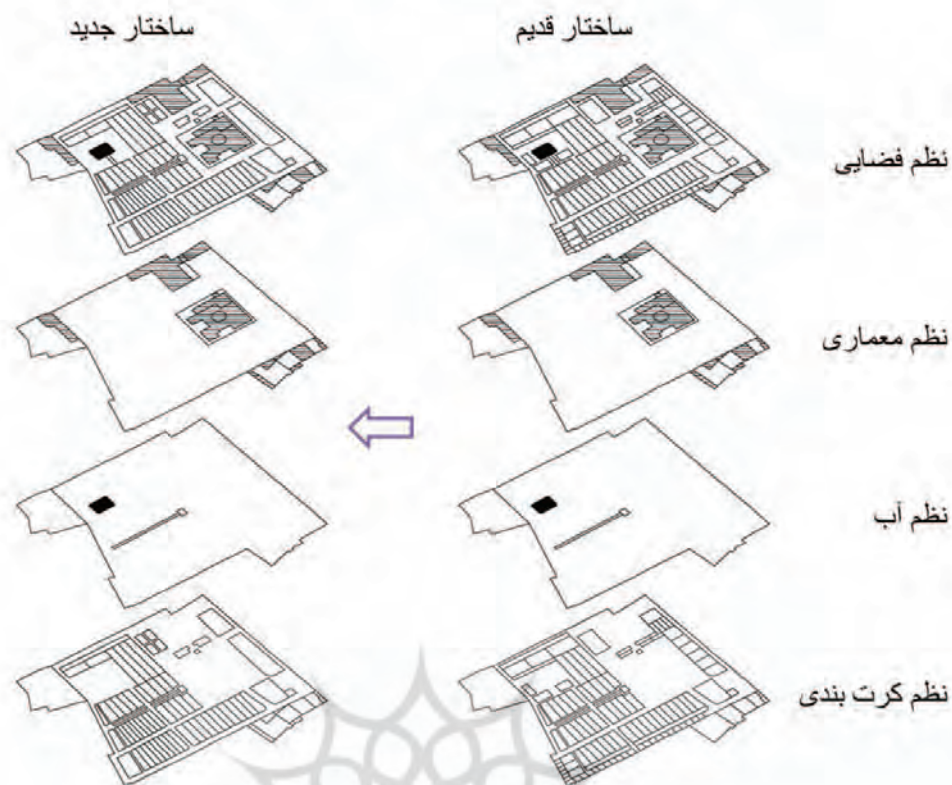 ساختار قدیم
ساختار جدید
نظم فضایی
نظم معماری
نظم آب
نظم کرت بندی